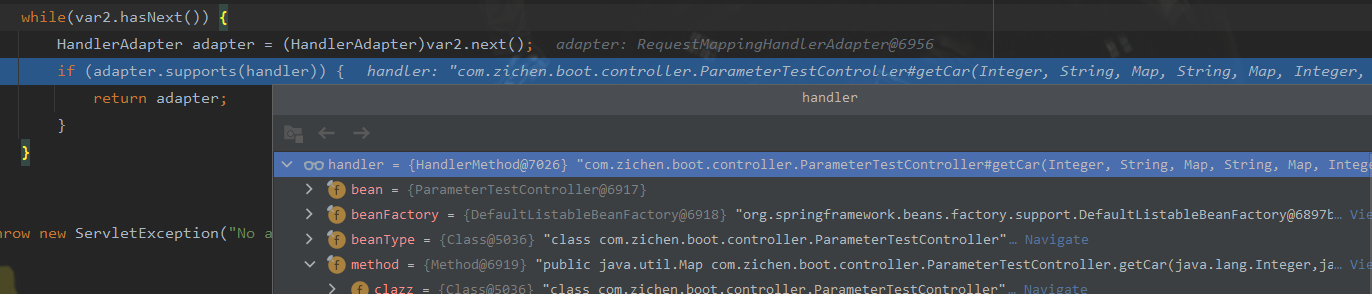 while(var2.hasNext()) {
HandlerAdapter adapter = (HandlerAdapter)var2.next();   adapter: RequestMappingHandlerAdapter@6956
if (adapter.supports(handler)) {   handler: "com.zichen.boot.controller.ParameterTestController#getCar(Integer, String, Map, String, Map, Integer,
return adapter;
handler
}
}
handler = {HandlerMethod@7026} "com.zichen.boot.controller.ParameterTestController#getCar(Integer, String, Map, String, Map, Intege
bean = {ParameterTestController@6917}
beanFactory = {DefaultListableBeanFactory@6918} "org.springframework.beans.factory.support.DefaultListableBeanFactory@6897b… Vie
row new ServletException("No a
beanType = {Class@5036} "class com.zichen.boot.controller.ParameterTestController"… Navigate
method = {Method@6919} "public java.util.Map com.zichen.boot.controller.ParameterTestController.getCar(java.lang.Integer,ja… Vie
clazz = {Class@5036} "class com.zichen.boot.controller.ParameterTestController"… Navigate